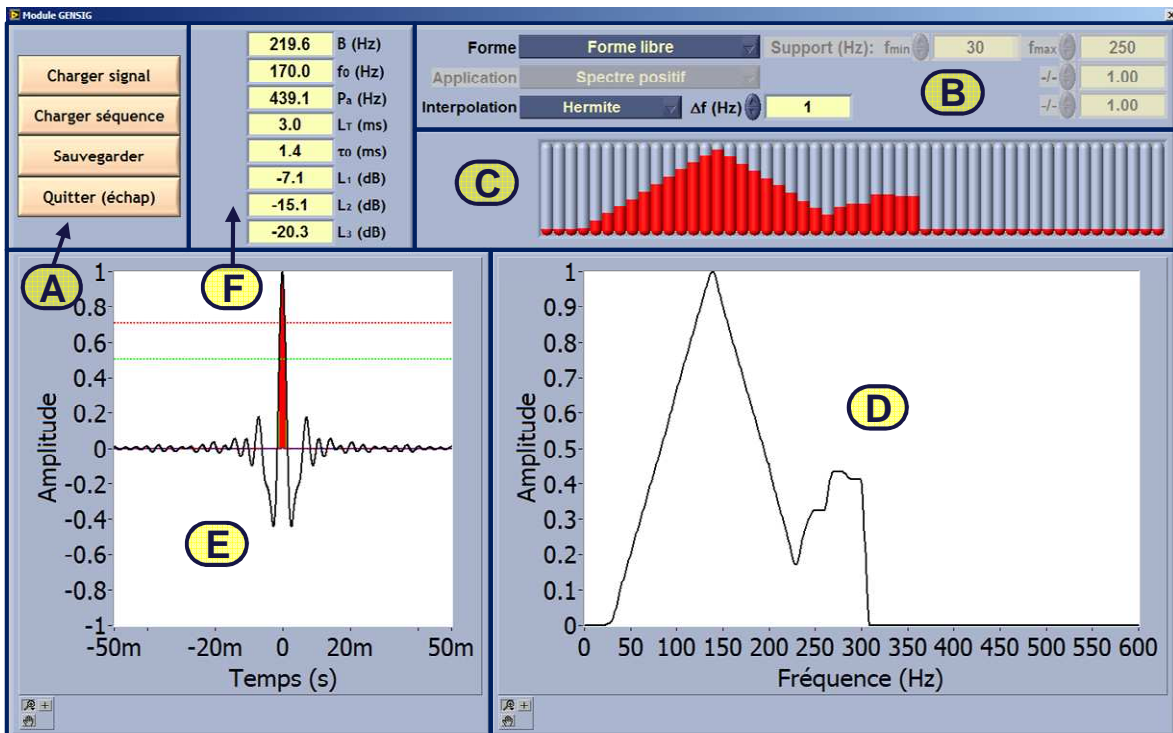 Module GENSIG
Charger signal
Charger séquence
Sauvegarder
Quitter (échap)
A
219.6 B (Hz)
170.0 f0 (Hz)
439.1 Pa (Hz)
3.0 LT (ms)
1.4 τ0 (ms)
-7.1 L1 (dB)
-15.1 L2 (dB)
-20.3 L3 (dB)
F
Forme Forme libre Support (Hz): fmin 30 fmax 250
Application Spectre positif -/- 1.00
Interpolation Hermite Δf (Hz) 1 -/- 1.00
B
C
Amplitude
1
0.8
0.6
0.4
0.2
0
-0.2
-0.4
-0.6
-0.8
-1
-50m -20m 0 20m 50m
Temps (s)
E
Amplitude
1
0.9
0.8
0.7
0.6
0.5
0.4
0.3
0.2
0.1
0
0 50 100 150 200 250 300 350 400 450 500 550 600
Fréquence (Hz)
D